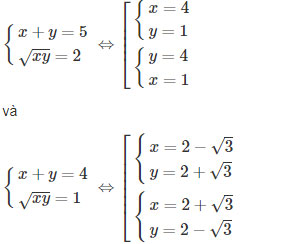 { x + y = 5
√xy = 2 ⇔ [ { x = 4
y = 1
{ y = 4
x = 1
và
{ x + y = 4
√xy = 1 ⇔ [ { x = 2 − √3
y = 2 + √3
{ x = 2 + √3
y = 2 − √3